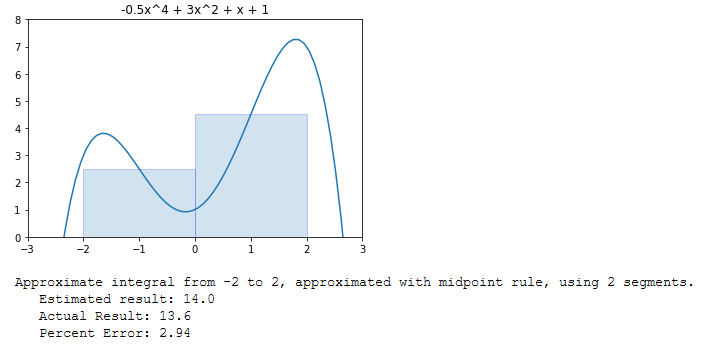 -0.5x^4 + 3x^2 + x + 1
8
7
6
5
4
3
2
1
0
−3 −2 −1 0 1 2 3
Approximate integral from -2 to 2, approximated with midpoint rule, using 2 segments.
Estimated result: 14.0
Actual Result: 13.6
Percent Error: 2.94